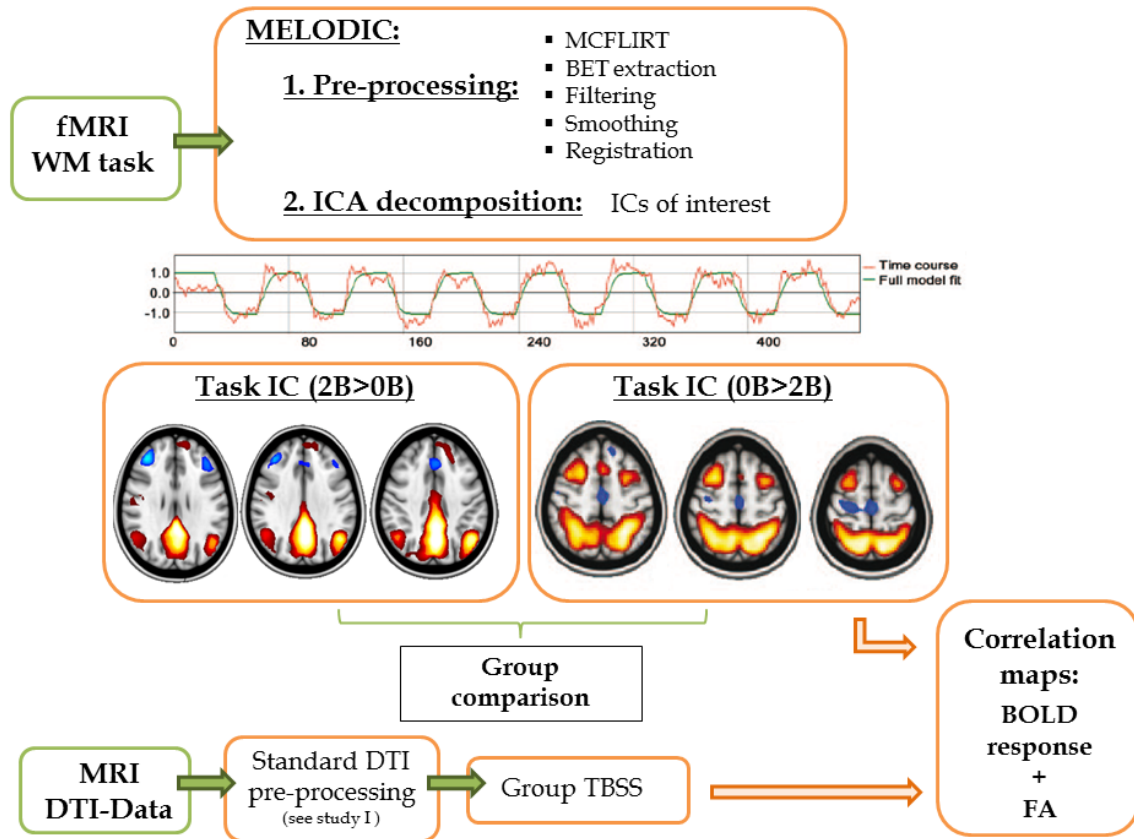 MELODIC:
1. Pre-processing:
▪ MCFLIRT
▪ BET extraction
▪ Filtering
▪ Smoothing
▪ Registration
2. ICA decomposition: ICs of interest
fMRI
WM task
1.0
0.0
-1.0
0 80 160 240 320 400
Time course
Full model fit
Task IC (2B>0B)
Task IC (0B>2B)
Group
comparison
Correlation
maps:
BOLD
response
+
FA
MRI
DTI-Data
Standard DTI
pre-processing
(see study I )
Group TBSS